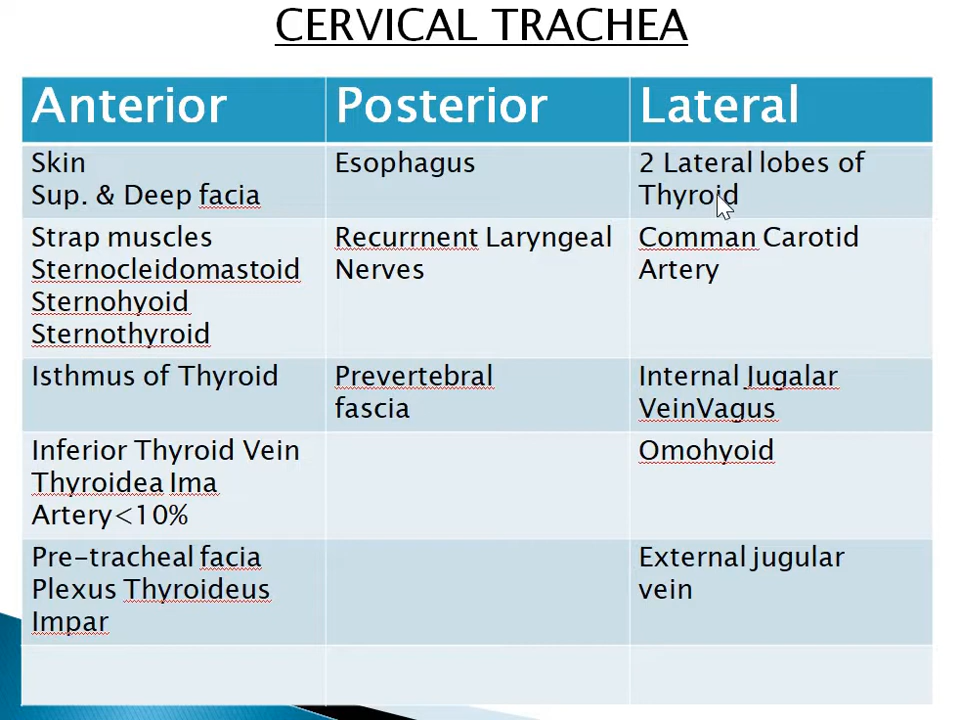 CERVICAL TRACHEA
Anterior
Posterior
Lateral
Skin
Sup. & Deep facia
Esophagus
2 Lateral lobes of
Thyroid
Strap muscles
Sternocleidomastoid
Sternohyoid
Sternothyroid
Recurrnent Laryngeal
Nerves
Comman Carotid
Artery
Isthmus of Thyroid
Prevertebral
fascia
Internal Jugalar
VeinVagus
Inferior Thyroid Vein
Thyroidea Ima
Artery<10%
Omohyoid
Pre-tracheal facia
Plexus Thyroideus
Impar
External jugular
vein